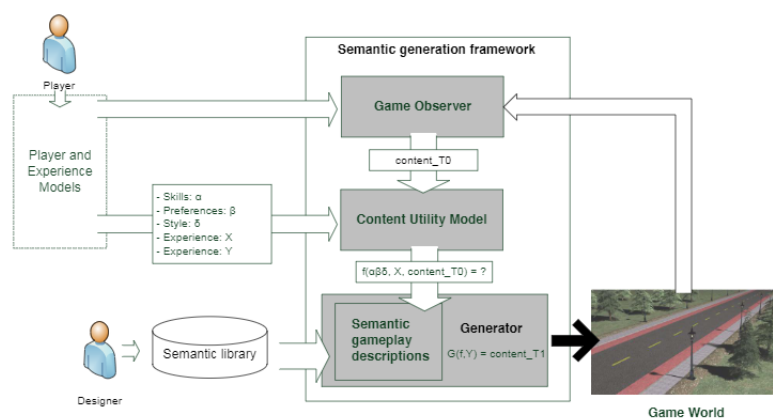 Semantic generation framework
Player
Game Observer
Player and
Experience
Models
content_T0
- Skills: α
- Preferences: β
- Style: δ
- Experience: X
- Experience: Y
Content Utility Model
f(αβδ, X, content_T0) = ?
Semantic
gameplay
descriptions
Generator
G(f,Y) = content_T1
Semantic library
Designer
Game World